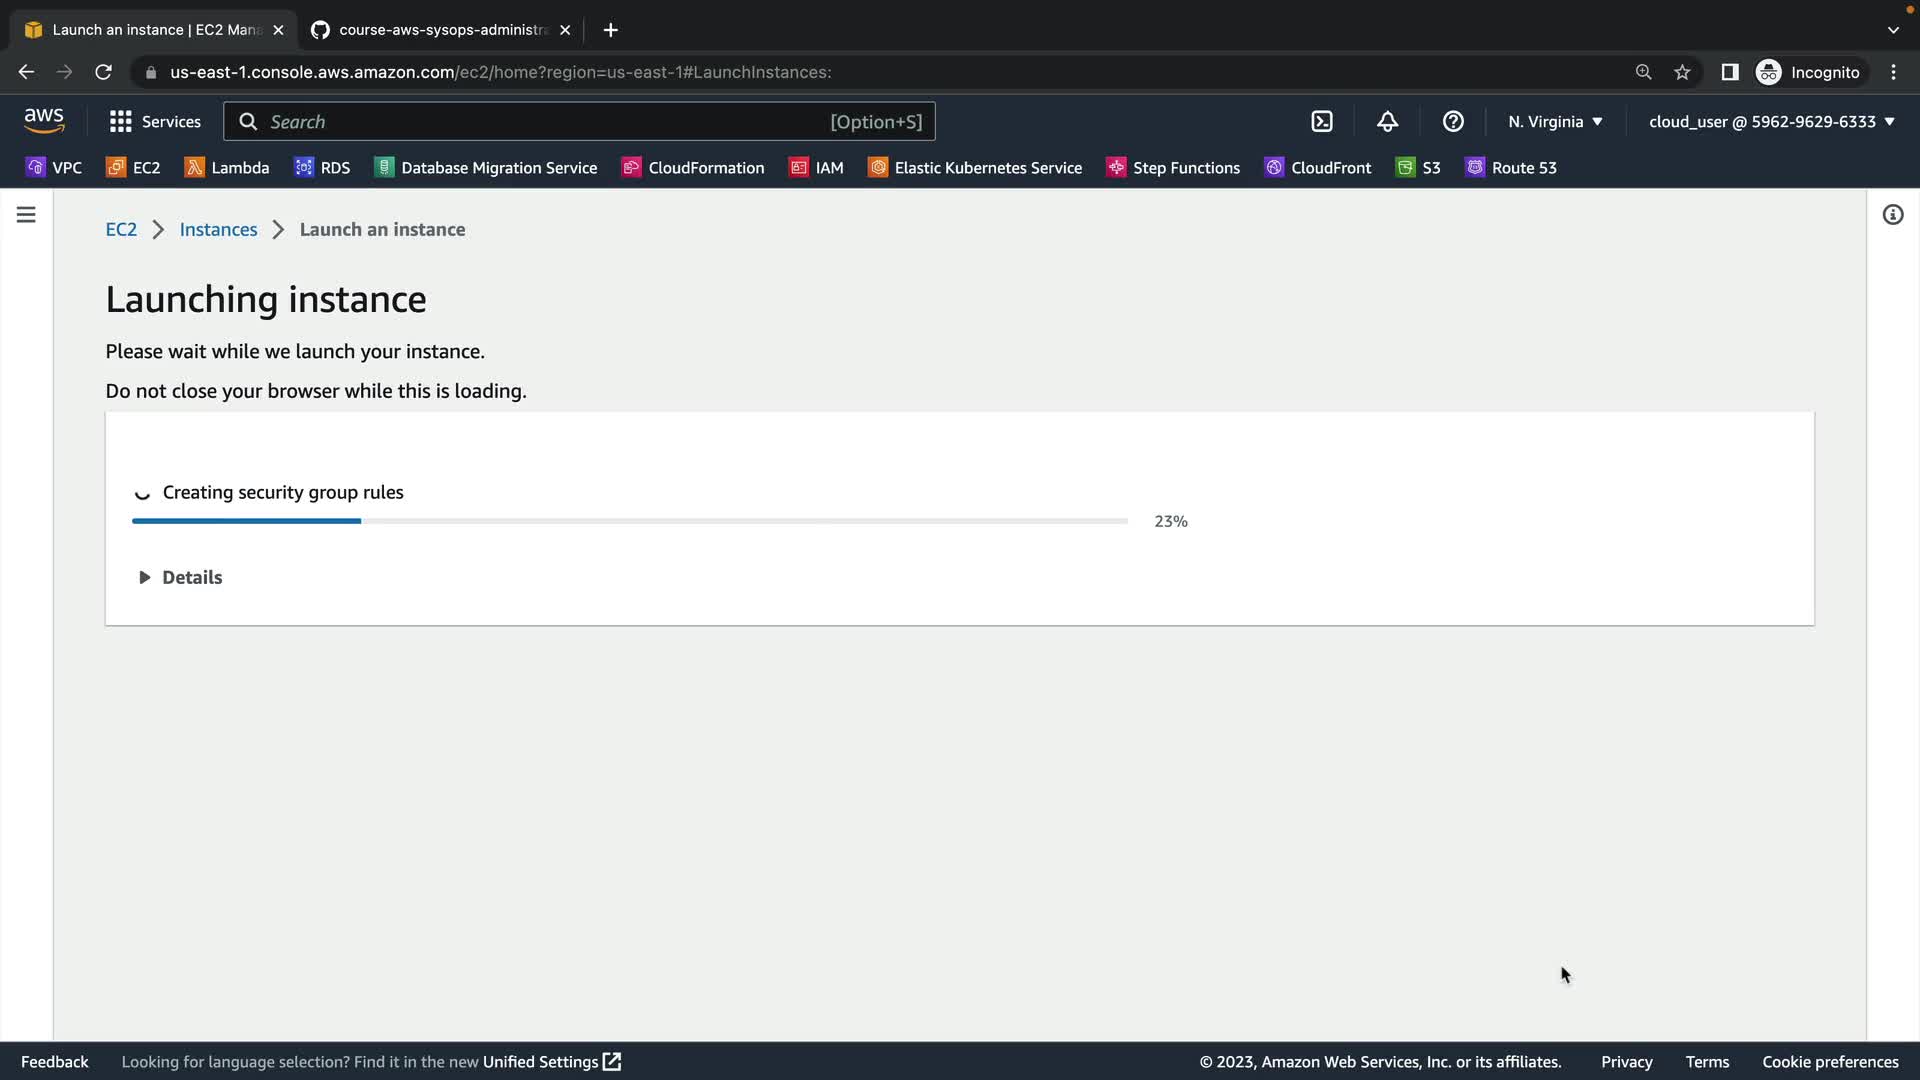 Launch an instance | EC2 Mana
course-aws-sysops-administra
us-east-1.console.aws.amazon.com/ec2/home?region=us-east-1#LaunchInstances:
Incognito
aws
Services
Search
[Option+S]
N. Virginia
cloud_user @ 5962-9629-6333
VPC
EC2
Lambda
RDS
Database Migration Service
CloudFormation
IAM
Elastic Kubernetes Service
Step Functions
CloudFront
S3
Route 53
EC2
Instances
Launch an instance
Launching instance
Please wait while we launch your instance.
Do not close your browser while this is loading.
Creating security group rules
23%
Details
Feedback
Looking for language selection? Find it in the new Unified Settings
© 2023, Amazon Web Services, Inc. or its affiliates.
Privacy
Terms
Cookie preferences